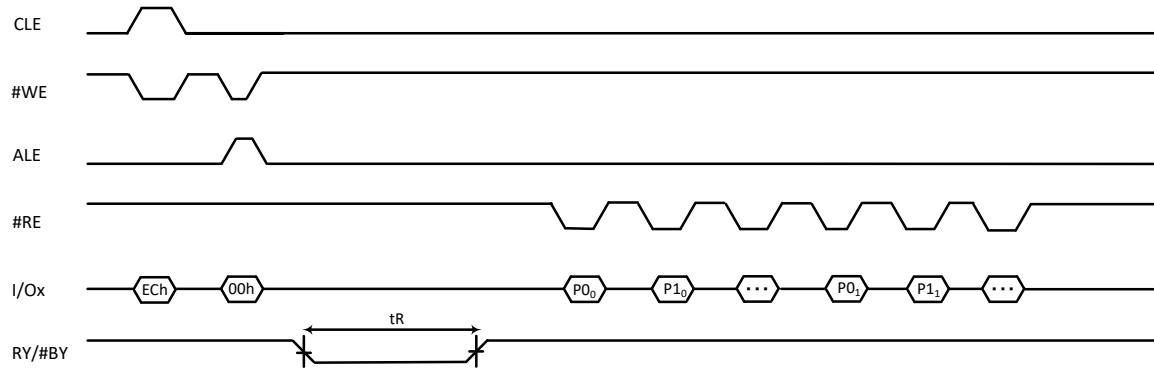 CLE
#WE
ALE
#RE
I/Ox ECh 00h P0₀ P1₀ ... P0₁ P1₁ ...
tR
RY/#BY